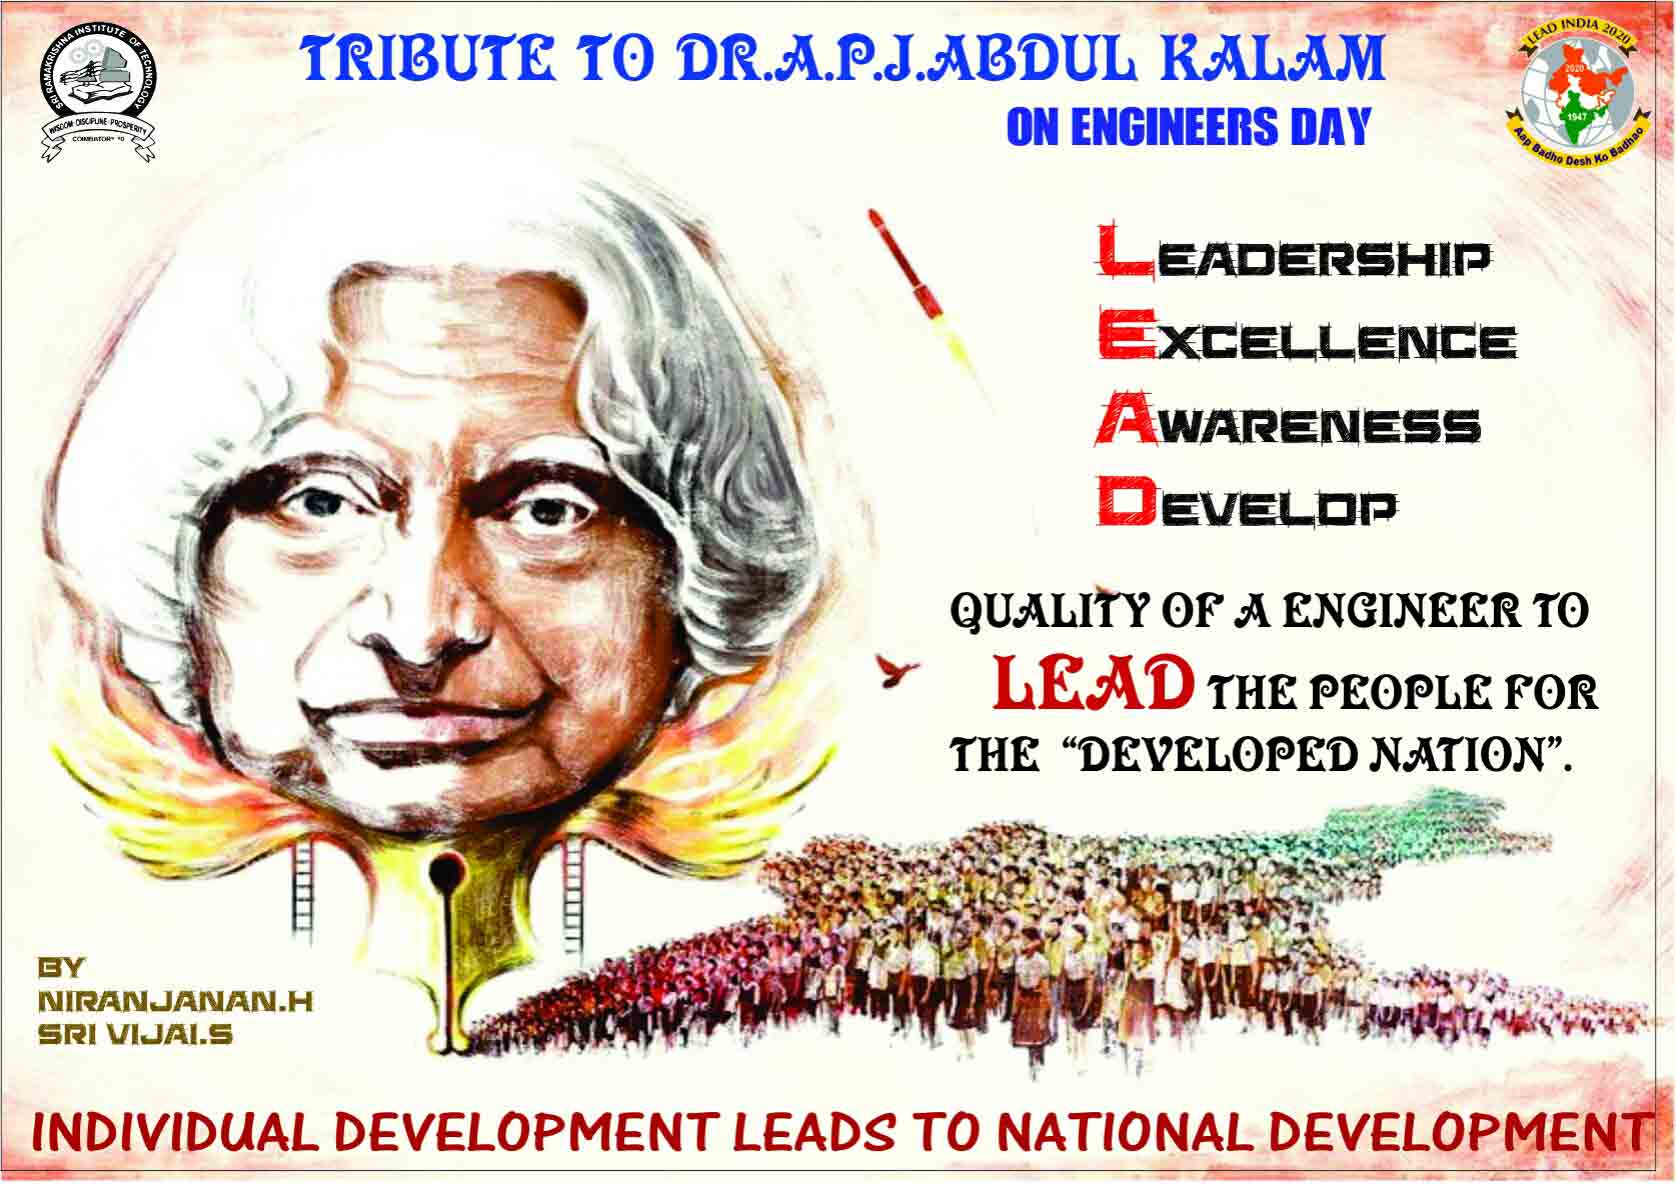 SRI RAMAKRISHNA INSTITUTE OF TECHNOLOGY
WISDOM·DISCIPLINE·PROSPERITY
TRIBUTE TO DR.A.P.J.ABDUL KALAM
ON ENGINEERS DAY
LEAD INDIA 2020
2020
1947
Aap Badho Desh Ko Badhao
LEADERSHIP
EXCELLENCE
AWARENESS
DEVELOP
QUALITY OF A ENGINEER TO
LEAD THE PEOPLE FOR
THE “DEVELOPED NATION”.
BY
NIRANJANAN.H
SRI VIJAI.S
INDIVIDUAL DEVELOPMENT LEADS TO NATIONAL DEVELOPMENT